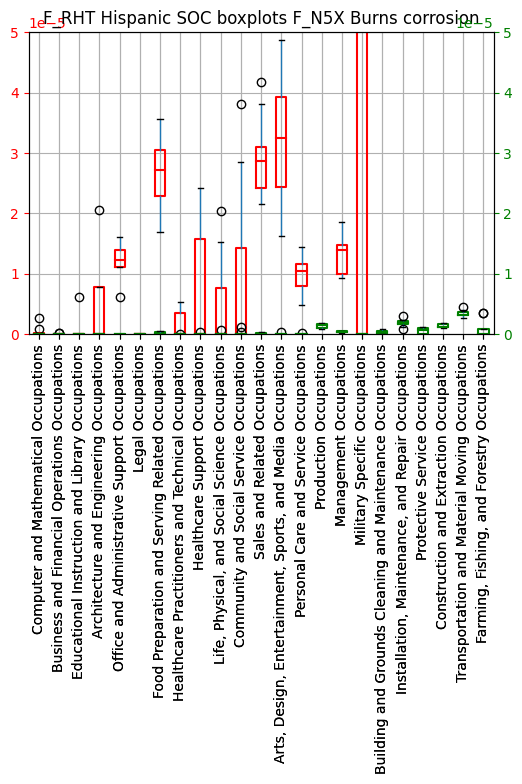 F_RHT Hispanic SOC boxplots F_N5X Burns corrosion
1e−5
1e−5
5
4
3
2
1
0
5
4
3
2
1
0
Computer and Mathematical Occupations
Business and Financial Operations Occupations
Educational Instruction and Library Occupations
Architecture and Engineering Occupations
Office and Administrative Support Occupations
Legal Occupations
Food Preparation and Serving Related Occupations
Healthcare Practitioners and Technical Occupations
Healthcare Support Occupations
Life, Physical, and Social Science Occupations
Community and Social Service Occupations
Sales and Related Occupations
Arts, Design, Entertainment, Sports, and Media Occupations
Personal Care and Service Occupations
Production Occupations
Management Occupations
Military Specific Occupations
Building and Grounds Cleaning and Maintenance Occupations
Installation, Maintenance, and Repair Occupations
Protective Service Occupations
Construction and Extraction Occupations
Transportation and Material Moving Occupations
Farming, Fishing, and Forestry Occupations